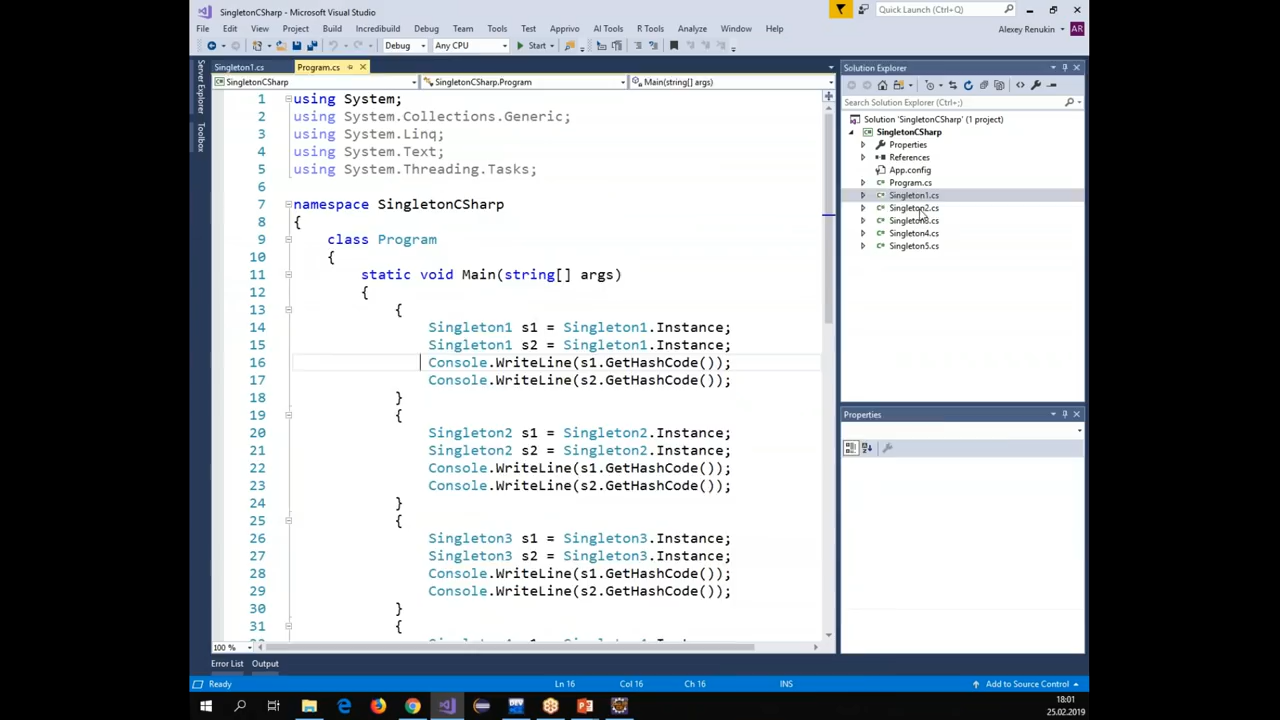 SingletonCSharp - Microsoft Visual Studio
Quick Launch (Ctrl+Q)
File Edit View Project Build Incredibuild Debug Team Tools Test Appveyor AI Tools R Tools Analyze Window Help
Alexey Renukin AR
Debug Any CPU Start
Server Explorer
Toolbox
Singleton1.cs Program.cs
SingletonCSharp SingletonCSharp.Program Main(string[] args)
1 using System;
2 using System.Collections.Generic;
3 using System.Linq;
4 using System.Text;
5 using System.Threading.Tasks;
6
7 namespace SingletonCSharp
8 {
9 class Program
10 {
11 static void Main(string[] args)
12 {
13 {
14 Singleton1 s1 = Singleton1.Instance;
15 Singleton1 s2 = Singleton1.Instance;
16 Console.WriteLine(s1.GetHashCode());
17 Console.WriteLine(s2.GetHashCode());
18 }
19 {
20 Singleton2 s1 = Singleton2.Instance;
21 Singleton2 s2 = Singleton2.Instance;
22 Console.WriteLine(s1.GetHashCode());
23 Console.WriteLine(s2.GetHashCode());
24 }
25 {
26 Singleton3 s1 = Singleton3.Instance;
27 Singleton3 s2 = Singleton3.Instance;
28 Console.WriteLine(s1.GetHashCode());
29 Console.WriteLine(s2.GetHashCode());
30 }
31 {
100 %
Solution Explorer
Search Solution Explorer (Ctrl+;)
Solution 'SingletonCSharp' (1 project)
SingletonCSharp
Properties
References
App.config
Program.cs
Singleton1.cs
Singleton2.cs
Singleton3.cs
Singleton4.cs
Singleton5.cs
Properties
Error List Output
Ready Ln 16 Col 16 Ch 16 INS Add to Source Control
18:01
25.02.2019